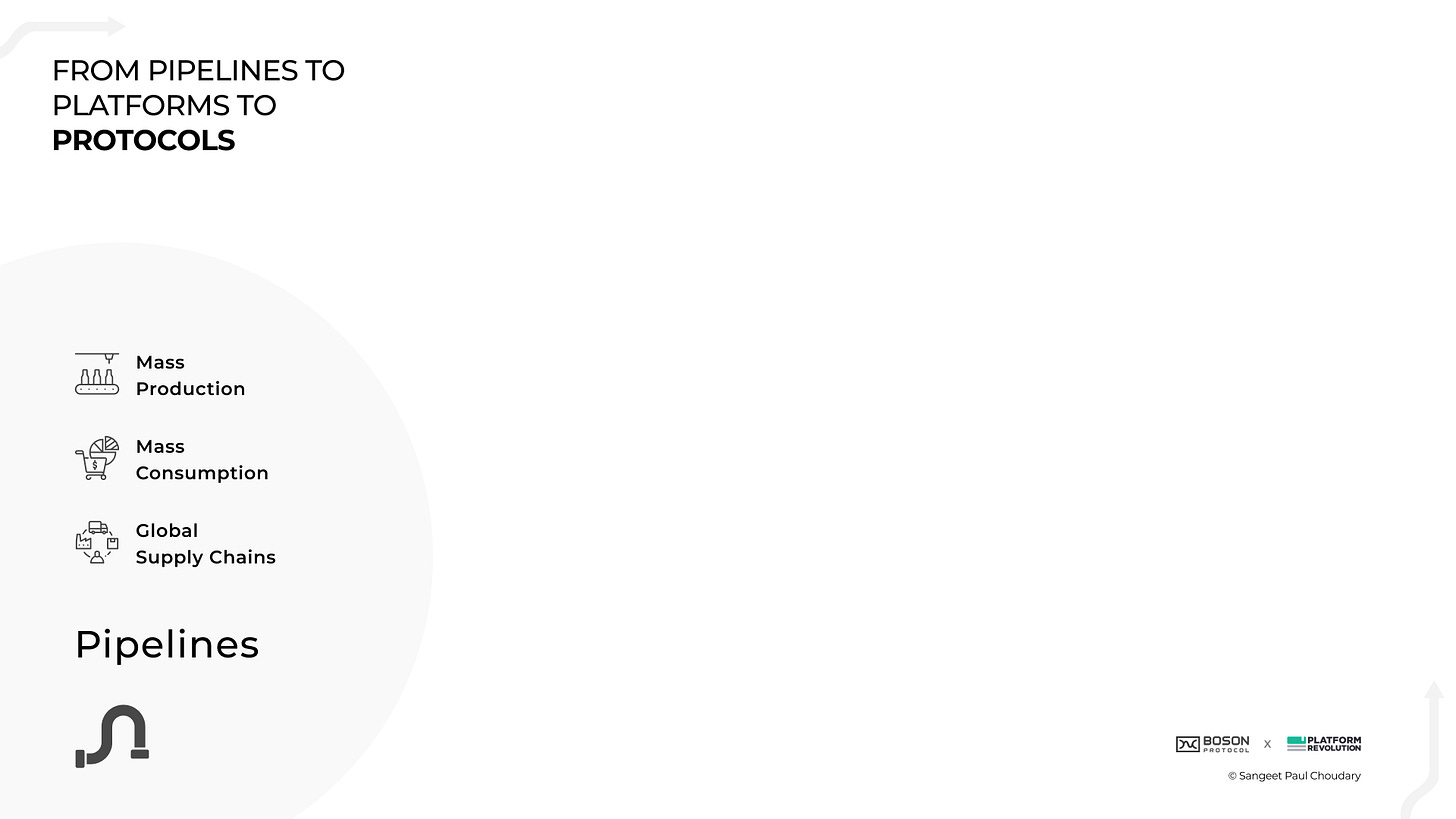 FROM PIPELINES TO
PLATFORMS TO
PROTOCOLS
Mass
Production
Mass
Consumption
Global
Supply Chains
Pipelines
BOSON
PROTOCOL
x
PLATFORM
REVOLUTION
© Sangeet Paul Choudary